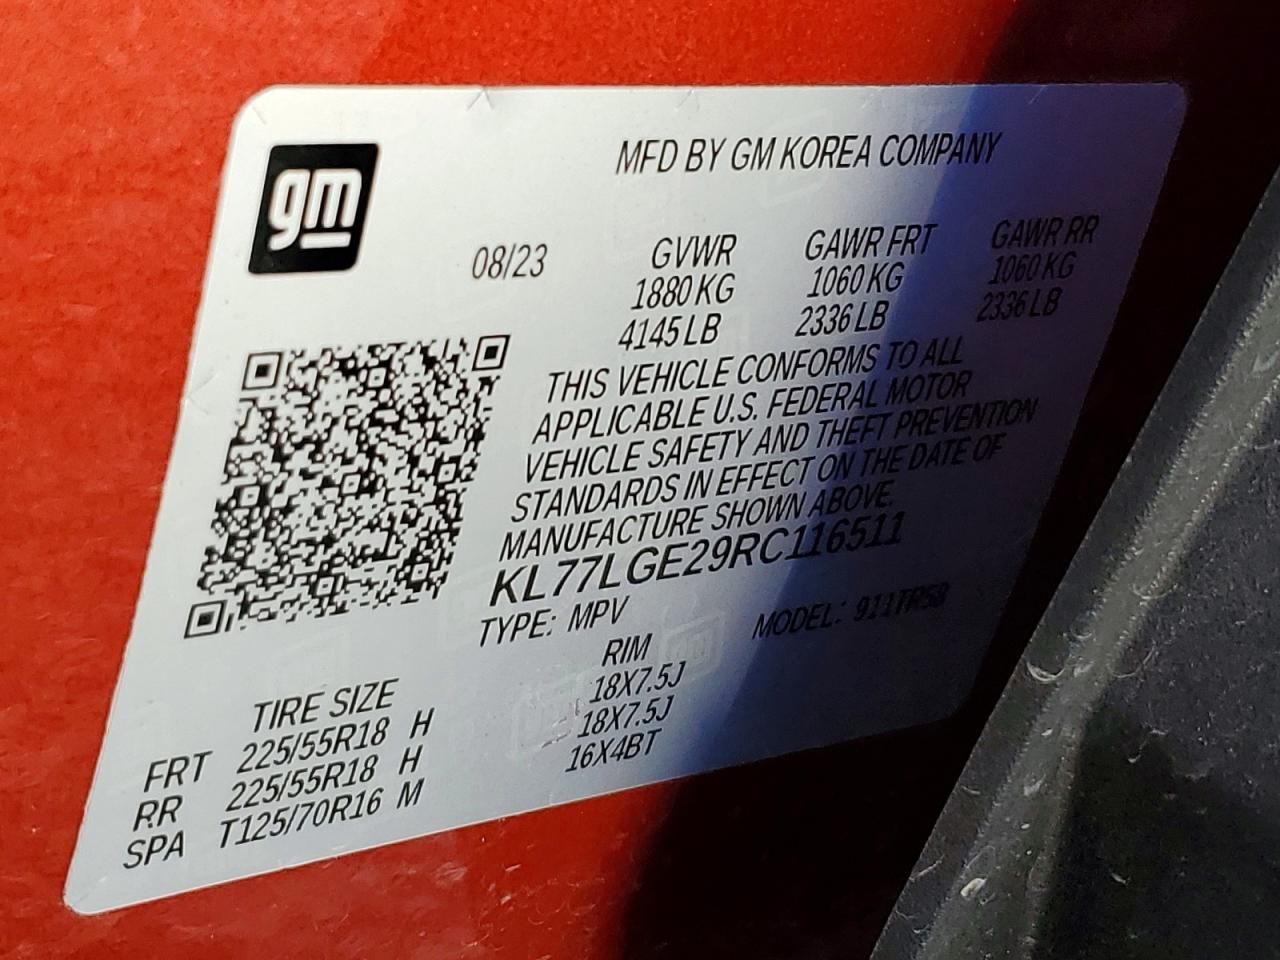 gm
MFD BY GM KOREA COMPANY
08/23 GVWR GAWR FRT GAWR RR
1880 KG 1060 KG 1060 KG
4145 LB 2336 LB 2336 LB
THIS VEHICLE CONFORMS TO ALL
APPLICABLE U.S. FEDERAL MOTOR
VEHICLE SAFETY AND THEFT PREVENTION
STANDARDS IN EFFECT ON THE DATE OF
MANUFACTURE SHOWN ABOVE.
KL77LGE29RC116511
TYPE: MPV MODEL: 911TR58
TIRE SIZE RIM
FRT 225/55R18 H 18X7.5J
RR 225/55R18 H 18X7.5J
SPA T125/70R16 M 16X4BT